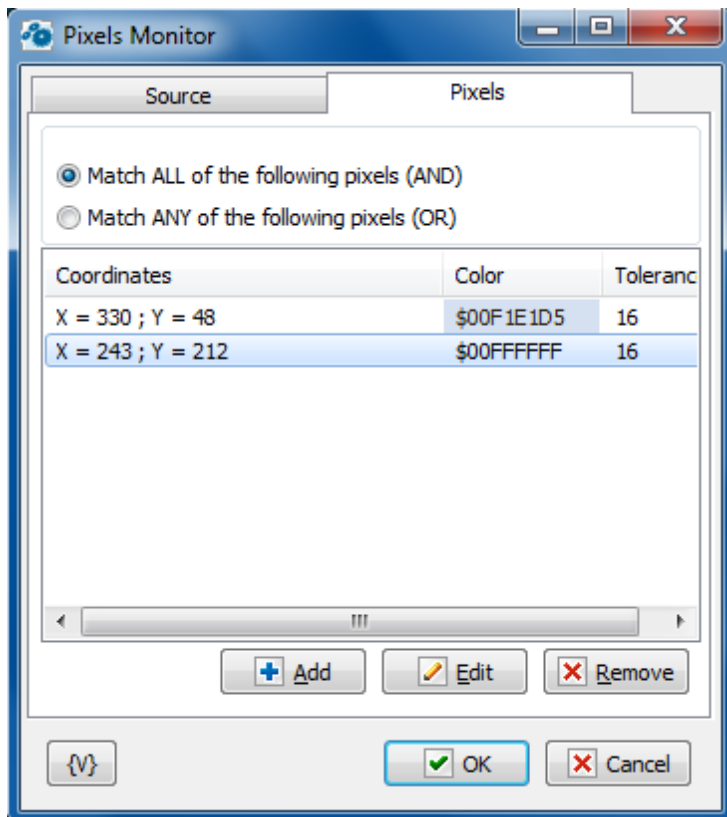 Pixels Monitor
Source Pixels
Match ALL of the following pixels (AND)
Match ANY of the following pixels (OR)
Coordinates Color Toleranc
X = 330 ; Y = 48 $00F1E1D5 16
X = 243 ; Y = 212 $00FFFFFF 16
Add Edit Remove
{V} OK Cancel